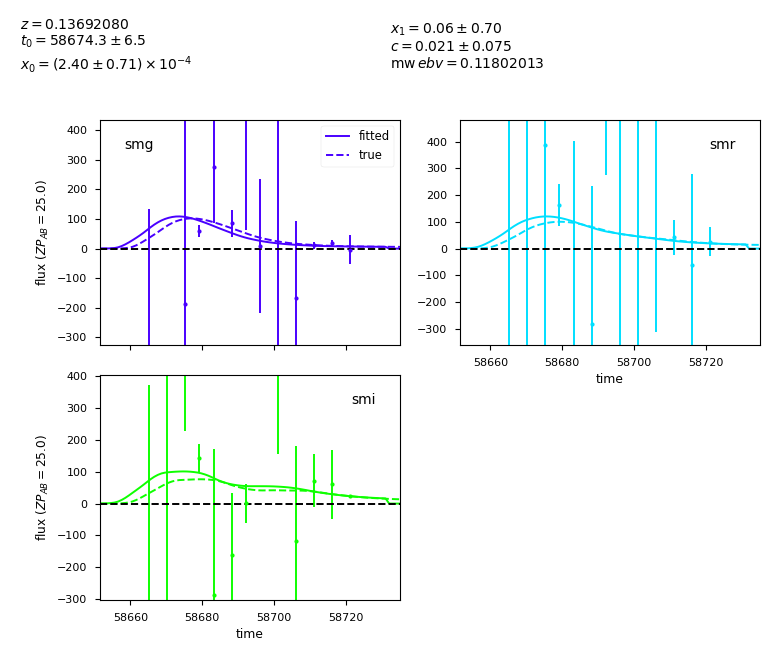 z = 0.13692080
t₀ = 58674.3 ± 6.5
x₀ = (2.40 ± 0.71) × 10⁻⁴
x₁ = 0.06 ± 0.70
c = 0.021 ± 0.075
mw ebv = 0.11802013
smg
fitted
true
400
300
200
100
0
−100
−200
−300
flux (ZP_AB = 25.0)
smr
400
300
200
100
0
−100
−200
−300
58660 58680 58700 58720
time
smi
400
300
200
100
0
−100
−200
−300
flux (ZP_AB = 25.0)
58660 58680 58700 58720
time